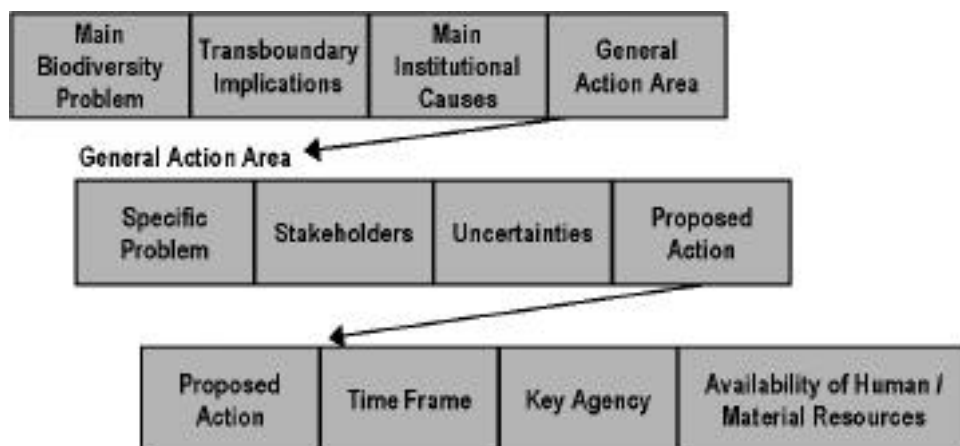 Main
Biodiversity
Problem
Transboundary
Implications
Main
Institutional
Causes
General
Action Area
General Action Area
Specific
Problem
Stakeholders
Uncertainties
Proposed
Action
Proposed
Action
Time Frame
Key Agency
Availability of Human /
Material Resources